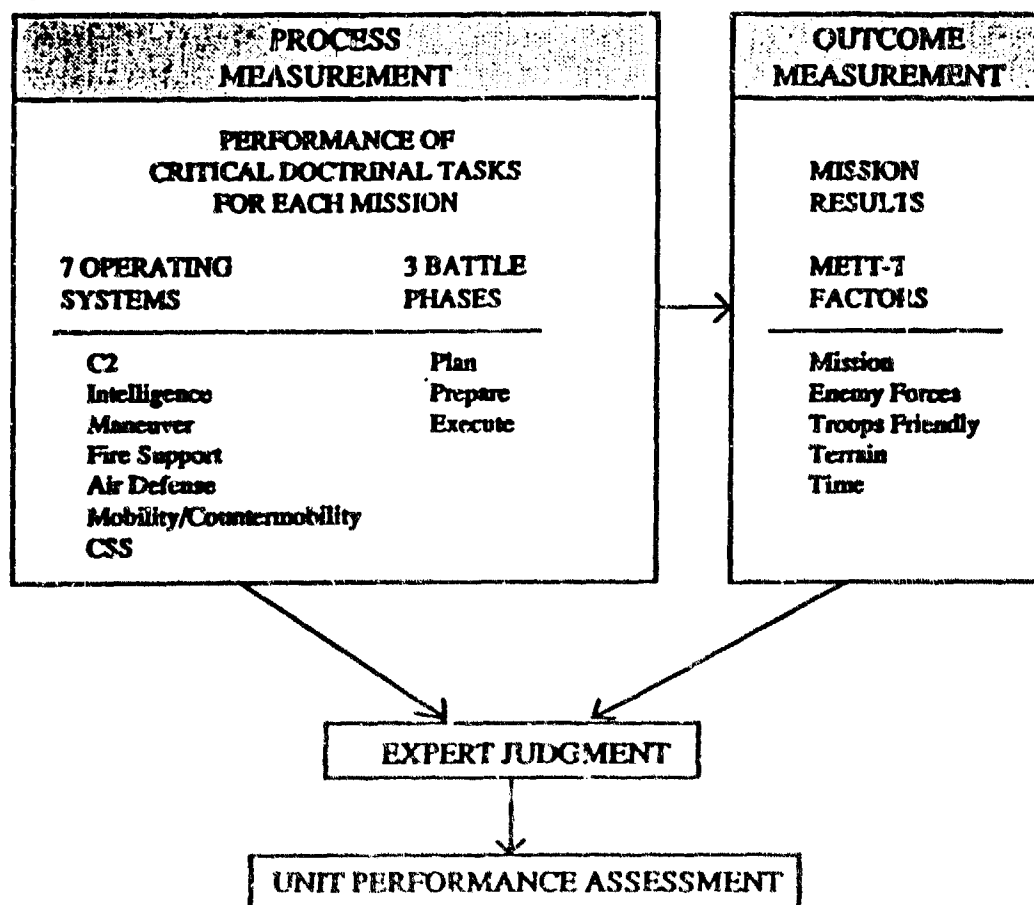 PROCESS
MEASUREMENT
PERFORMANCE OF
CRITICAL DOCTRINAL TASKS
FOR EACH MISSION
7 OPERATING
SYSTEMS
C2
Intelligence
Maneuver
Fire Support
Air Defense
Mobility/Countermobility
CSS
3 BATTLE
PHASES
Plan
Prepare
Execute
OUTCOME
MEASUREMENT
MISSION
RESULTS
METT-T
FACTORS
Mission
Enemy Forces
Troops Friendly
Terrain
Time
EXPERT JUDGMENT
UNIT PERFORMANCE ASSESSMENT